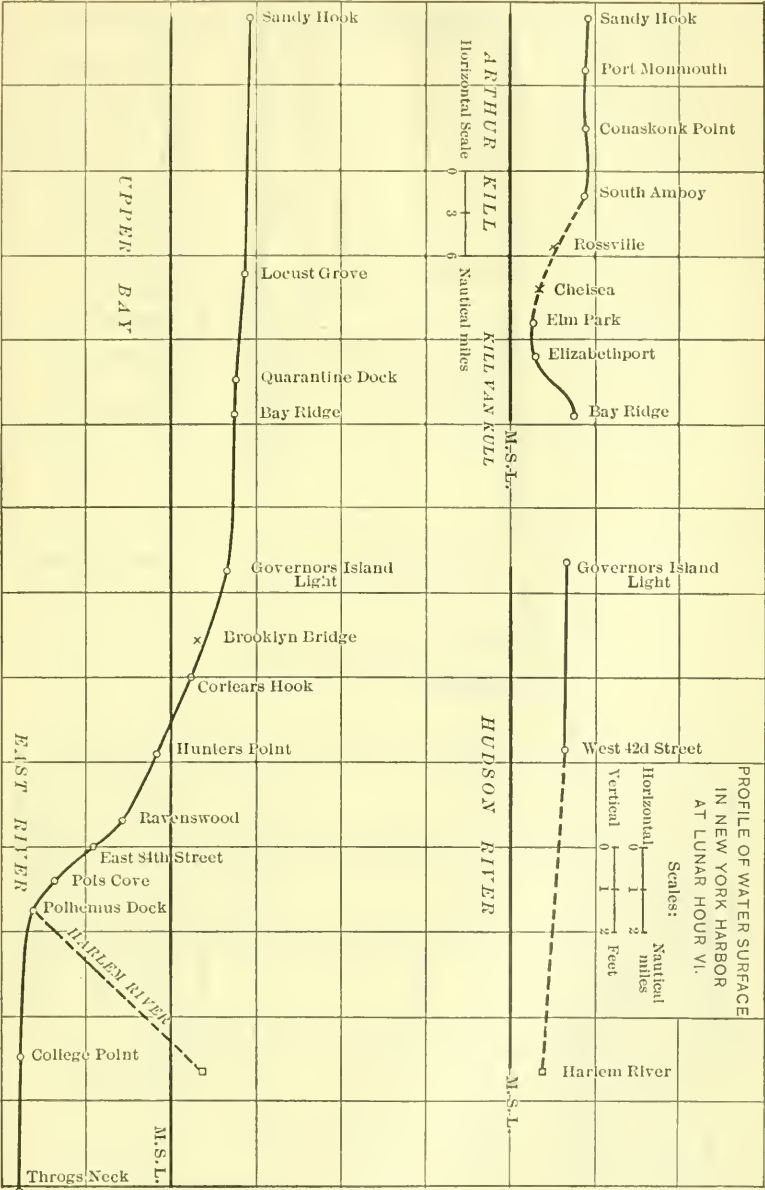 PROFILE OF WATER SURFACE
IN NEW YORK HARBOR
AT LUNAR HOUR VI.
Scales:
Horizontal 0 1 2 Nautical miles
Vertical 0 1 2 Feet
ARTHUR KILL
Horizontal Scale 0 3 6 Nautical miles
KILL VAN KULL
M.S.L.
Sandy Hook
Port Monmouth
Conaskonk Point
South Amboy
Rossville
Chelsea
Elm Park
Elizabethport
Bay Ridge
HUDSON RIVER
M.S.L.
Governors Island
Light
West 42d Street
Harlem River
UPPER BAY
EAST RIVER
M.S.L.
Sandy Hook
Locust Grove
Quarantine Dock
Bay Ridge
Governors Island
Light
Brooklyn Bridge
Corlears Hook
Hunters Point
Ravenswood
East 84th Street
Pots Cove
Polhemus Dock
HARLEM RIVER
College Point
Throgs Neck